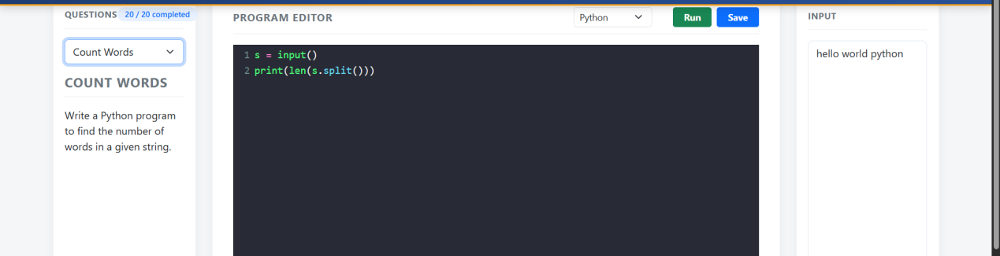 QUESTIONS 20 / 20 completed
Count Words
COUNT WORDS
Write a Python program
to find the number of
words in a given string.
PROGRAM EDITOR
Python
Run
Save
1 s = input()
2 print(len(s.split()))
INPUT
hello world python